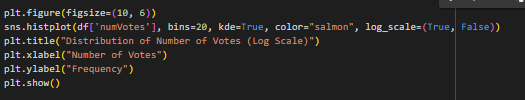 plt.figure(figsize=(10, 6))
sns.histplot(df['numVotes'], bins=20, kde=True, color="salmon", log_scale=(True, False))
plt.title("Distribution of Number of Votes (Log Scale)")
plt.xlabel("Number of Votes")
plt.ylabel("Frequency")
plt.show()